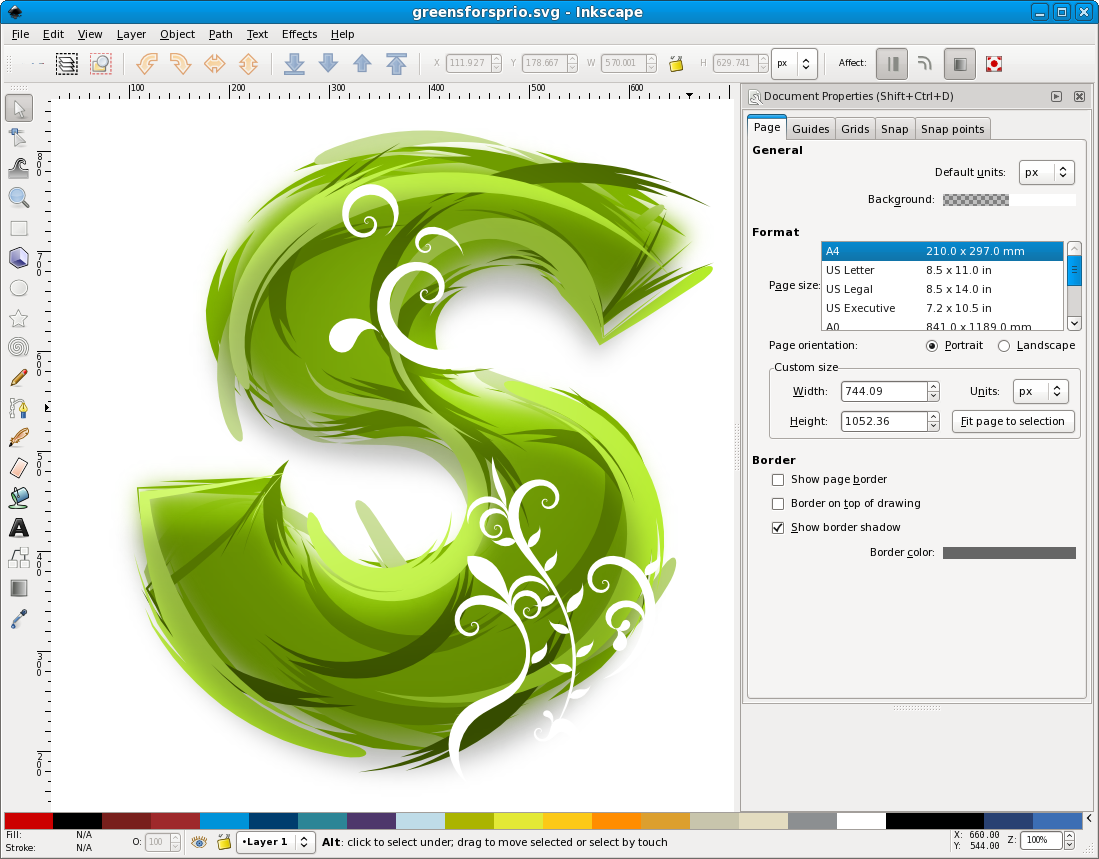 greensforsprio.svg - Inkscape
File Edit View Layer Object Path Text Effects Help
X 111.927 Y 178.667 W 570.001 H 629.741 px Affect:
100 200 300 400 500 600
Document Properties (Shift+Ctrl+D)
Page Guides Grids Snap Snap points
General
Default units: px
Background:
Format
Page size:
A4 210.0 x 297.0 mm
US Letter 8.5 x 11.0 in
US Legal 8.5 x 14.0 in
US Executive 7.2 x 10.5 in
A0 841.0 x 1189.0 mm
Page orientation: Portrait Landscape
Custom size
Width: 744.09 Units: px
Height: 1052.36 Fit page to selection
Border
Show page border
Border on top of drawing
Show border shadow
Border color:
800
700
600
500
400
300
200
Fill: N/A
Stroke: N/A
O: 100
•Layer 1
Alt: click to select under; drag to move selected or select by touch
X: 660.00
Y: 544.00
Z: 100%